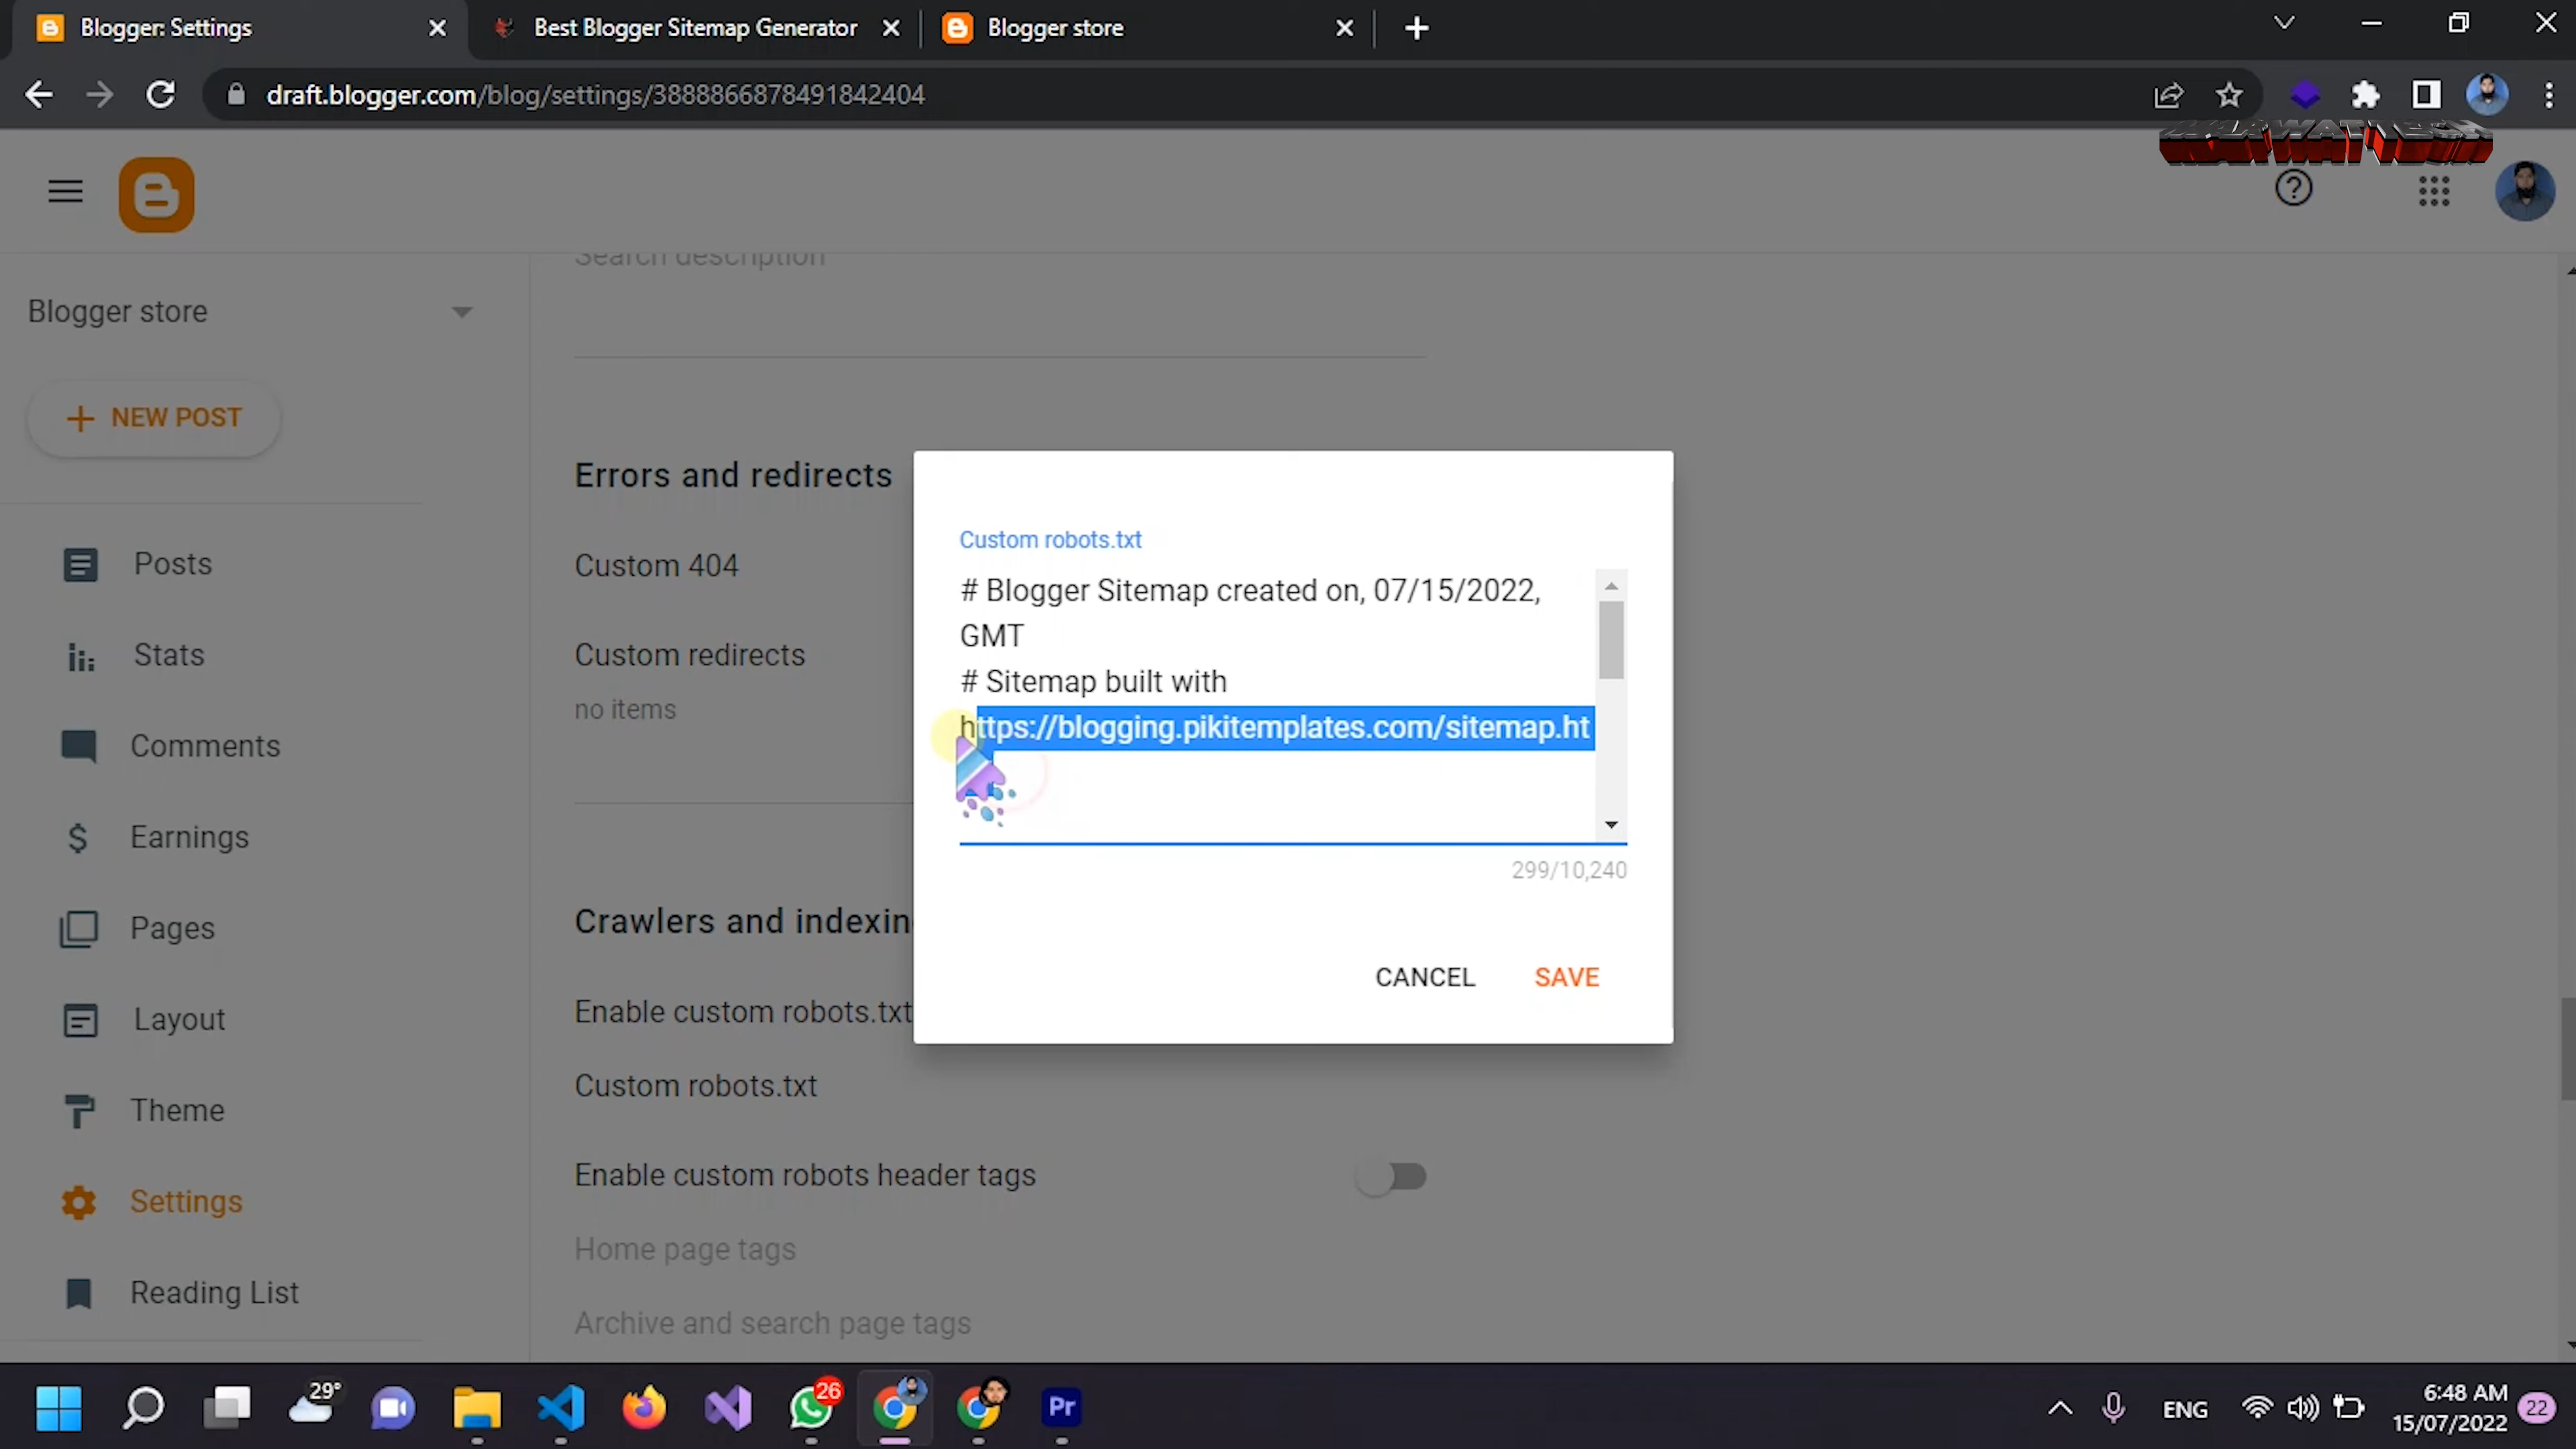 Blogger: Settings
Best Blogger Sitemap Generator
Blogger store
draft.blogger.com/blog/settings/3888866878491842404
Search description
Blogger store
NEW POST
Posts
Stats
Comments
Earnings
Pages
Layout
Theme
Settings
Reading List
Errors and redirects
Custom 404
Custom redirects
no items
Crawlers and indexin
Enable custom robots.txt
Custom robots.txt
Enable custom robots header tags
Home page tags
Archive and search page tags
Custom robots.txt
# Blogger Sitemap created on, 07/15/2022,
GMT
# Sitemap built with
https://blogging.pikitemplates.com/sitemap.ht
299/10,240
CANCEL
SAVE
29°
26
Pr
ENG
6:48 AM
15/07/2022
22